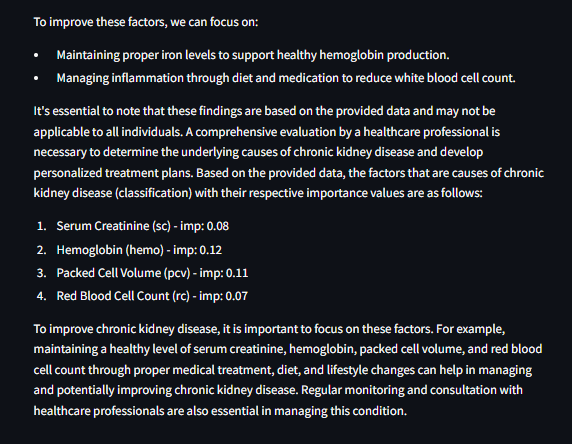 To improve these factors, we can focus on:
• Maintaining proper iron levels to support healthy hemoglobin production.
• Managing inflammation through diet and medication to reduce white blood cell count.
It's essential to note that these findings are based on the provided data and may not be
applicable to all individuals. A comprehensive evaluation by a healthcare professional is
necessary to determine the underlying causes of chronic kidney disease and develop
personalized treatment plans. Based on the provided data, the factors that are causes of chronic
kidney disease (classification) with their respective importance values are as follows:
1. Serum Creatinine (sc) - imp: 0.08
2. Hemoglobin (hemo) - imp: 0.12
3. Packed Cell Volume (pcv) - imp: 0.11
4. Red Blood Cell Count (rc) - imp: 0.07
To improve chronic kidney disease, it is important to focus on these factors. For example,
maintaining a healthy level of serum creatinine, hemoglobin, packed cell volume, and red blood
cell count through proper medical treatment, diet, and lifestyle changes can help in managing
and potentially improving chronic kidney disease. Regular monitoring and consultation with
healthcare professionals are also essential in managing this condition.